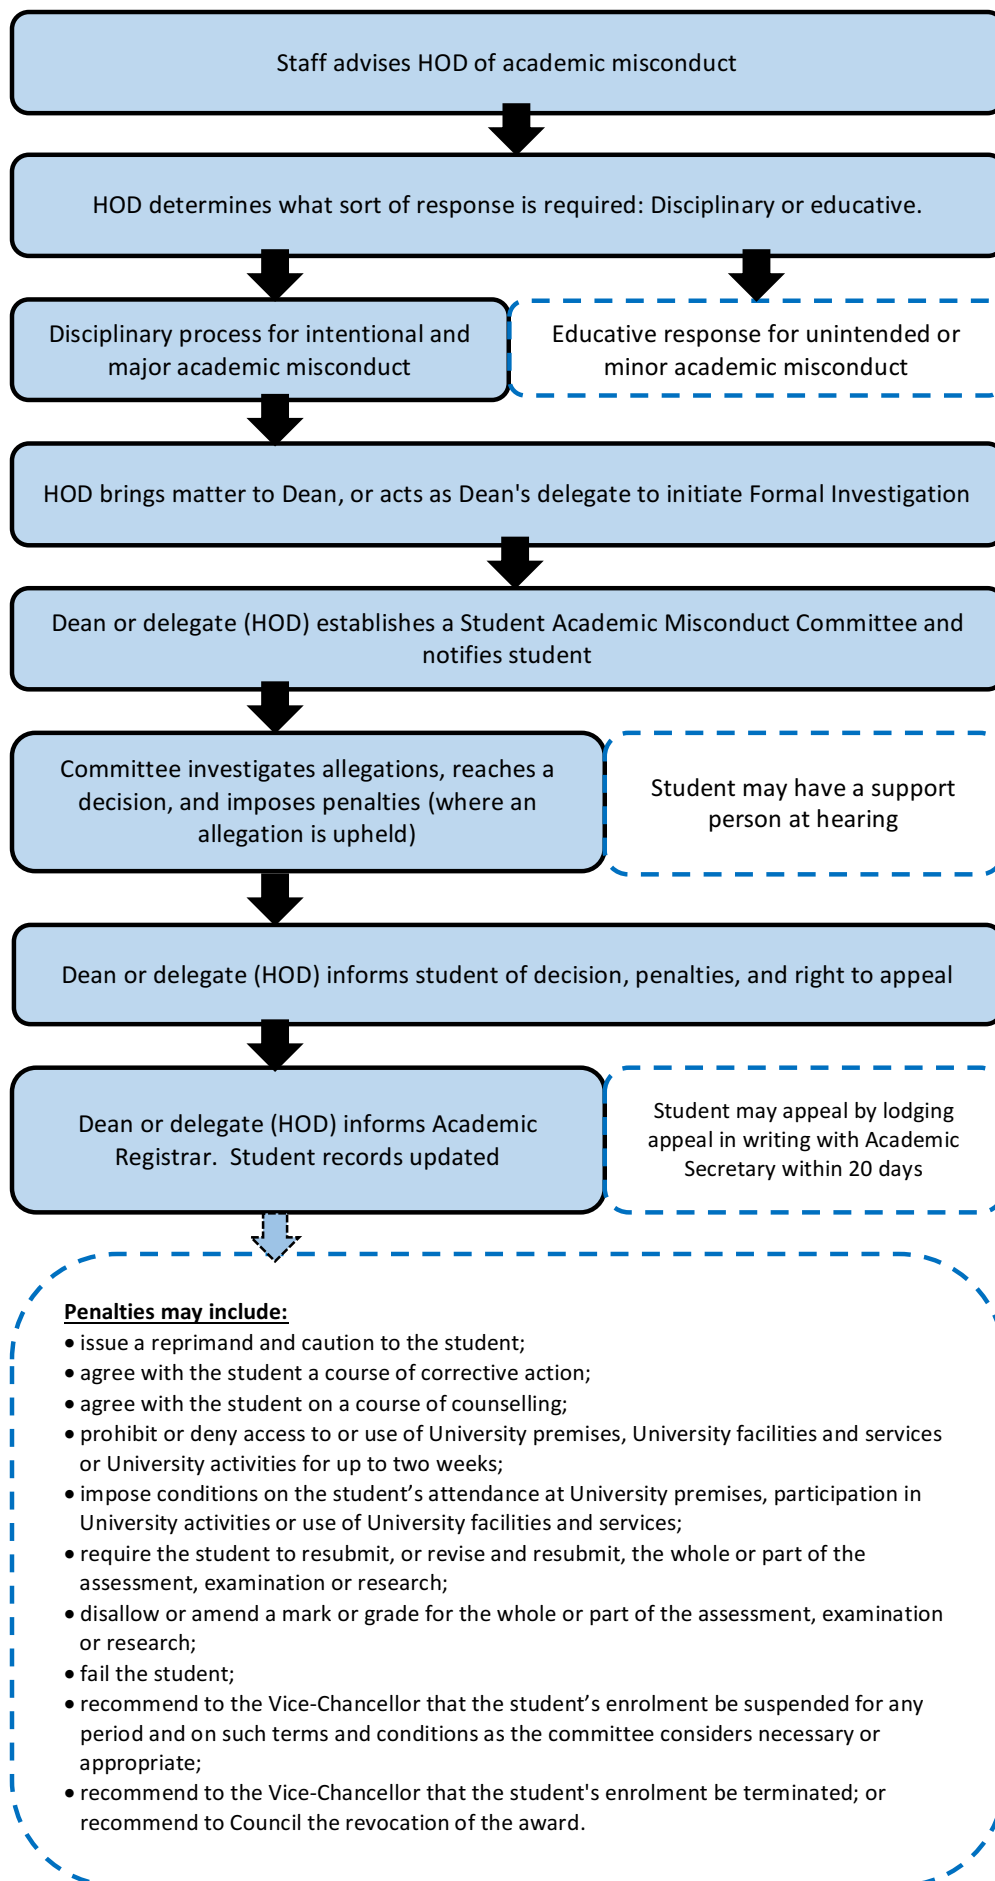 Staff advises HOD of academic misconduct
HOD determines what sort of response is required: Disciplinary or educative.
Disciplinary process for intentional and
major academic misconduct
Educative response for unintended or
minor academic misconduct
HOD brings matter to Dean, or acts as Dean's delegate to initiate Formal Investigation
Dean or delegate (HOD) establishes a Student Academic Misconduct Committee and
notifies student
Committee investigates allegations, reaches a
decision, and imposes penalties (where an
allegation is upheld)
Student may have a support
person at hearing
Dean or delegate (HOD) informs student of decision, penalties, and right to appeal
Dean or delegate (HOD) informs Academic
Registrar.  Student records updated
Student may appeal by lodging
appeal in writing with Academic
Secretary within 20 days
Penalties may include:
• issue a reprimand and caution to the student;
• agree with the student a course of corrective action;
• agree with the student on a course of counselling;
• prohibit or deny access to or use of University premises, University facilities and services
or University activities for up to two weeks;
• impose conditions on the student’s attendance at University premises, participation in
University activities or use of University facilities and services;
• require the student to resubmit, or revise and resubmit, the whole or part of the
assessment, examination or research;
• disallow or amend a mark or grade for the whole or part of the assessment, examination
or research;
• fail the student;
• recommend to the Vice-Chancellor that the student’s enrolment be suspended for any
period and on such terms and conditions as the committee considers necessary or
appropriate;
• recommend to the Vice-Chancellor that the student's enrolment be terminated; or
recommend to Council the revocation of the award.